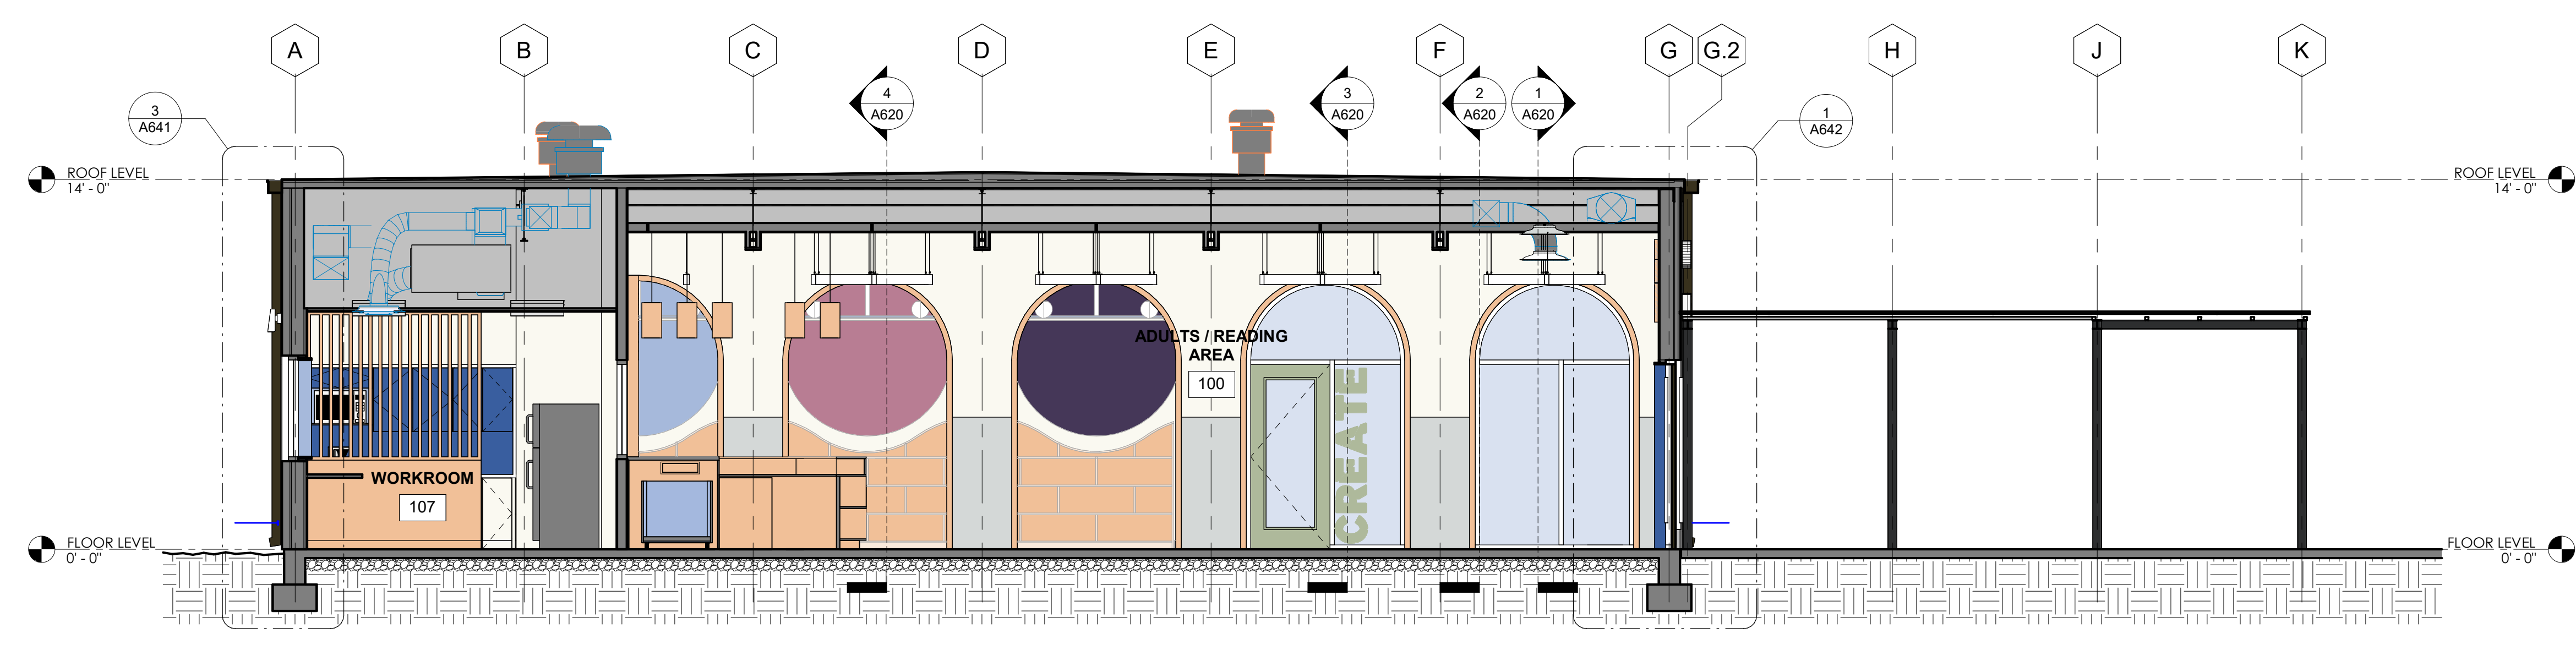 A
B
C
D
E
F
G
G.2
H
J
K
3
A641
4
A620
3
A620
2
A620
1
A620
1
A642
ROOF LEVEL
14' - 0"
ROOF LEVEL
14' - 0"
ADULTS / READING
AREA
100
CREATE
WORKROOM
107
FLOOR LEVEL
0' - 0"
FLOOR LEVEL
0' - 0"